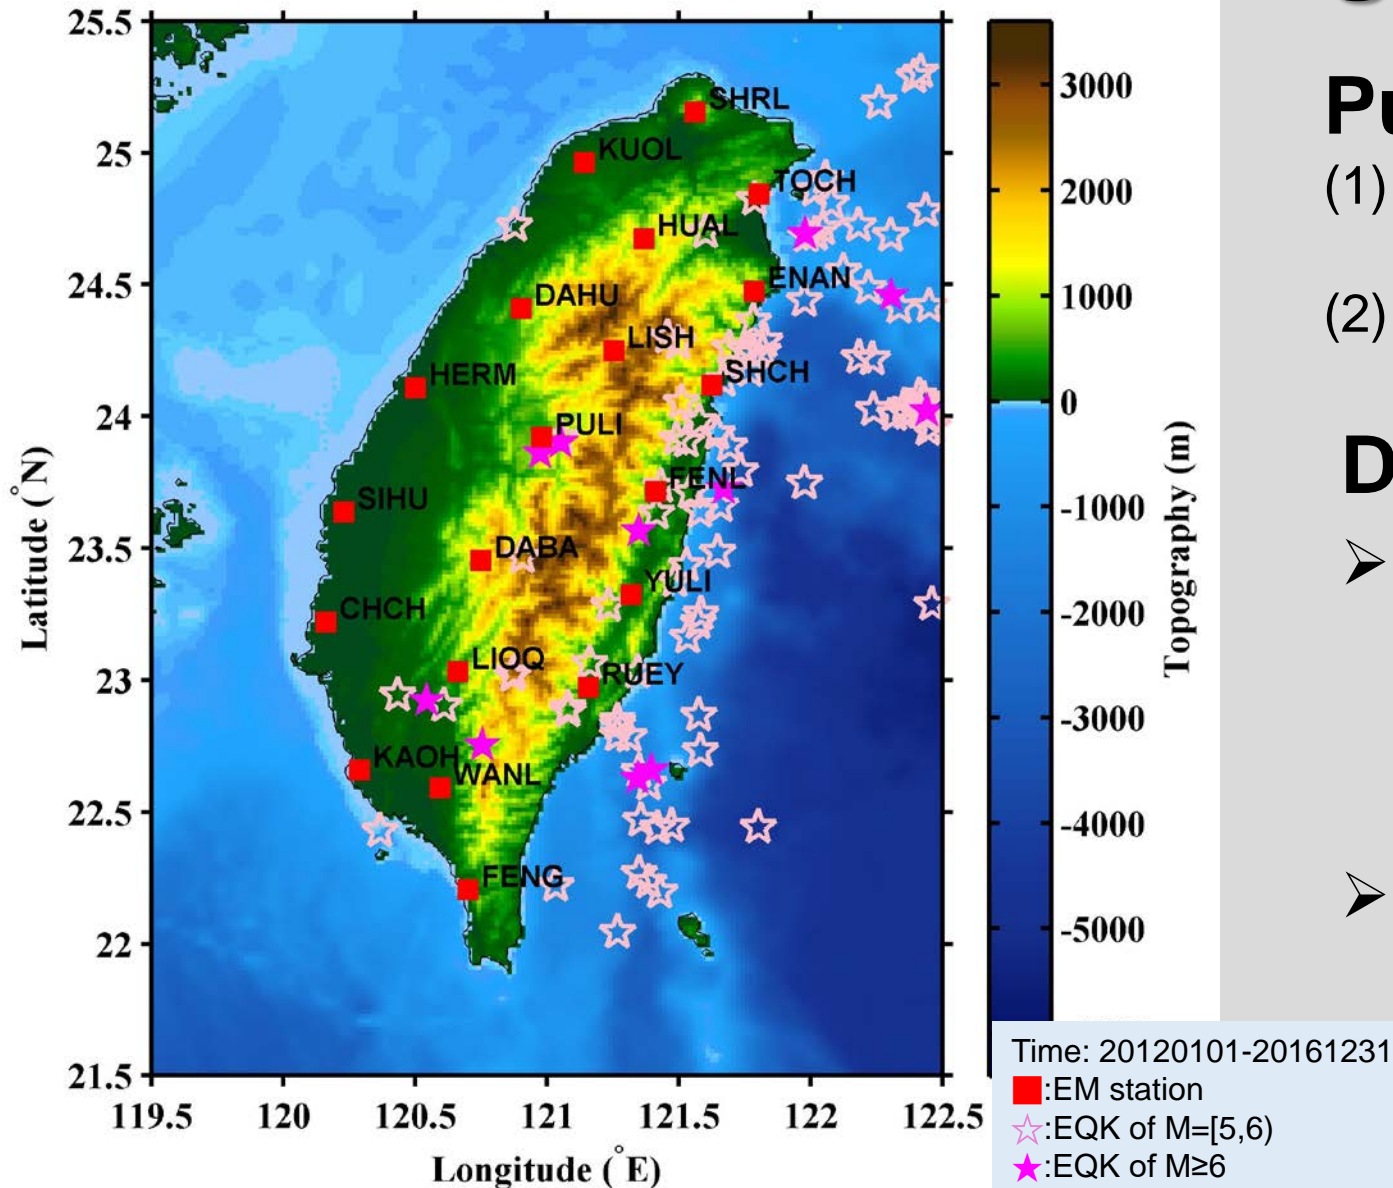 25.5
25
24.5
24
23.5
23
22.5
22
21.5
Latitude (°N)
119.5
120
120.5
121
121.5
122
122.5
Longitude (°E)
SHRL
KUOL
TOCH
HUAL
ENAN
DAHU
LISH
SHCH
HERM
PULI
FENL
SIHU
DABA
YULI
CHCH
LIOQ
RUEY
KAOH
WANL
FENG
3000
2000
1000
0
-1000
-2000
-3000
-4000
-5000
Topography (m)
Time: 20120101-20161231
:EM station
:EQK of M=[5,6)
:EQK of M≥6
(1)
(2)
➢
➢